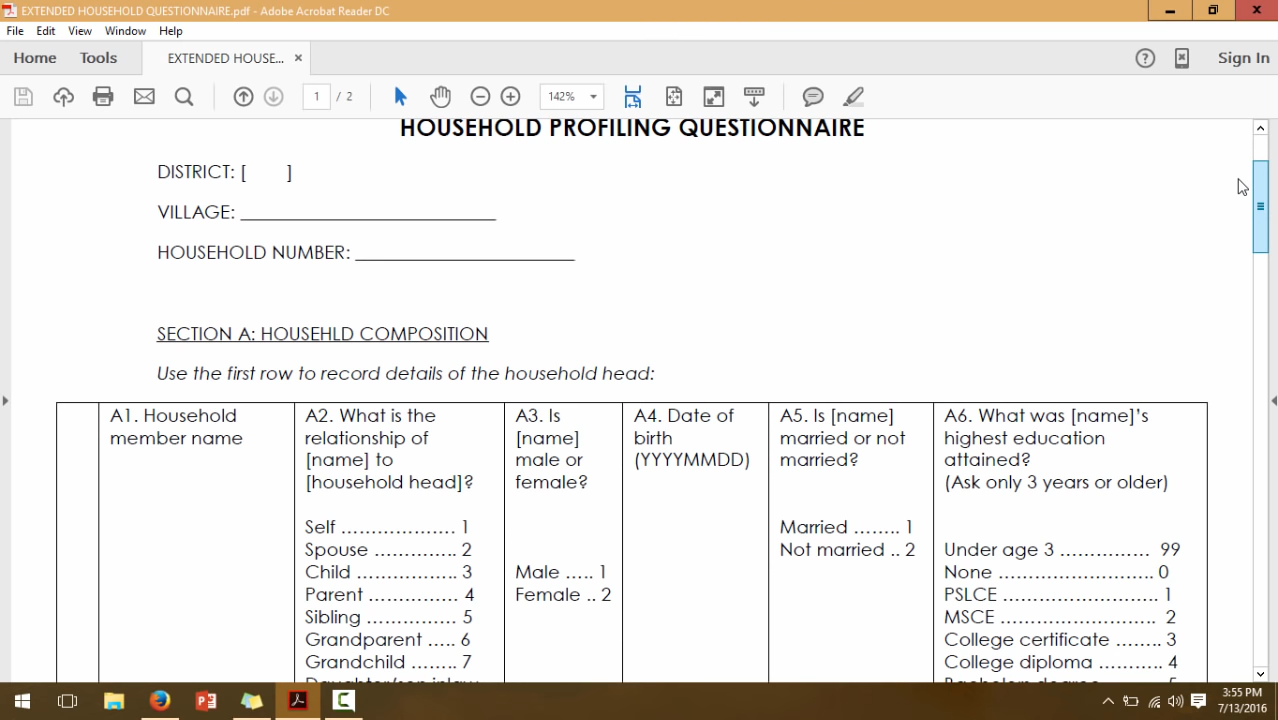 EXTENDED HOUSEHOLD QUESTIONNAIRE.pdf - Adobe Acrobat Reader DC
File Edit View Window Help
Home Tools EXTENDED HOUSE... × Sign In
1 / 2 142%
HOUSEHOLD PROFILING QUESTIONNAIRE
DISTRICT: [ ]
VILLAGE: ___________________________
HOUSEHOLD NUMBER: _______________________
SECTION A: HOUSEHLD COMPOSITION
Use the first row to record details of the household head:
A1. Household
member name
A2. What is the
relationship of
[name] to
[household head]?
Self ………………. 1
Spouse ………….. 2
Child …………….. 3
Parent …………… 4
Sibling …………… 5
Grandparent ….. 6
Grandchild …….. 7
A3. Is
[name]
male or
female?
Male ….. 1
Female .. 2
A4. Date of
birth
(YYYYMMDD)
A5. Is [name]
married or not
married?
Married …….. 1
Not married .. 2
A6. What was [name]’s
highest education
attained?
(Ask only 3 years or older)
Under age 3 …………… 99
None …………………….. 0
PSLCE …………………….. 1
MSCE …………………….. 2
College certificate …….. 3
College diploma ………. 4
3:55 PM
7/13/2016